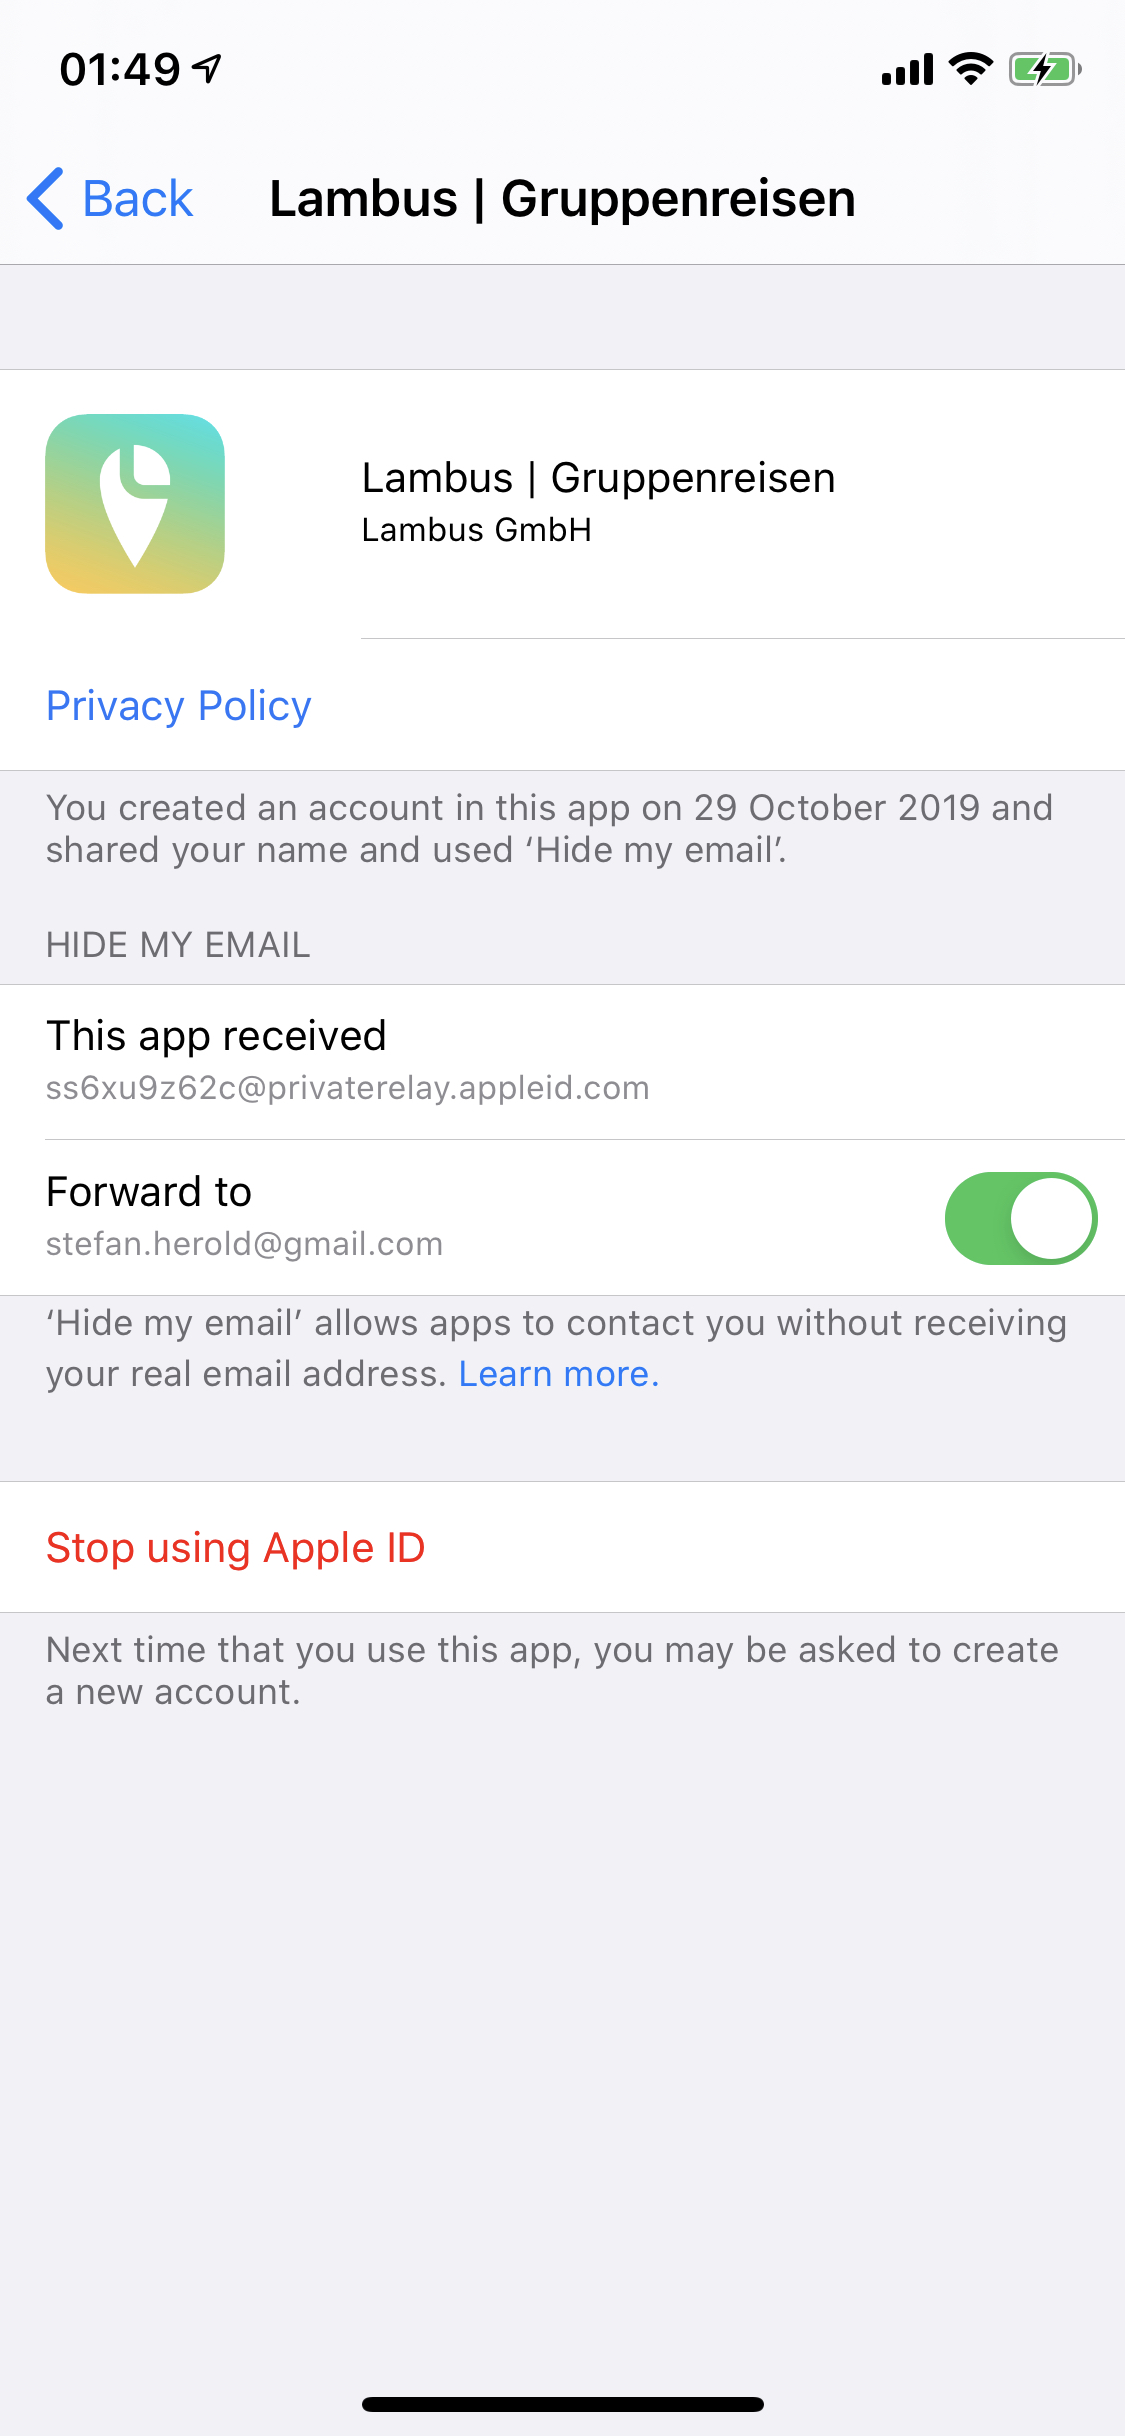 01:49
Back
Lambus | Gruppenreisen
Lambus | Gruppenreisen
Lambus GmbH
Privacy Policy
You created an account in this app on 29 October 2019 and
shared your name and used ‘Hide my email’.
HIDE MY EMAIL
This app received
ss6xu9z62c@privaterelay.appleid.com
Forward to
stefan.herold@gmail.com
‘Hide my email’ allows apps to contact you without receiving
your real email address. Learn more.
Stop using Apple ID
Next time that you use this app, you may be asked to create
a new account.